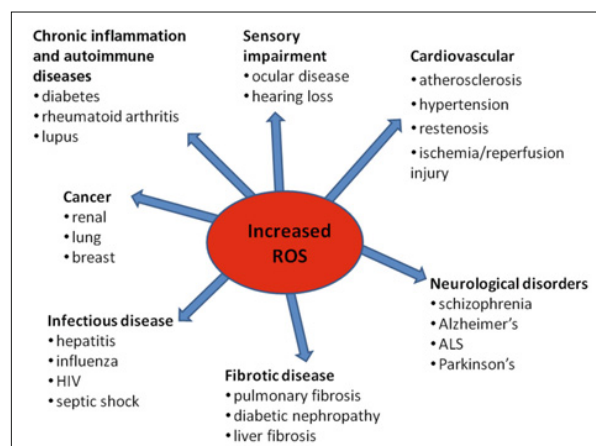 Chronic inflammation
and autoimmune
diseases
• diabetes
• rheumatoid arthritis
• lupus
Sensory
impairment
• ocular disease
• hearing loss
Cardiovascular
• atherosclerosis
• hypertension
• restenosis
• ischemia/reperfusion
injury
Cancer
• renal
• lung
• breast
Increased
ROS
Neurological disorders
• schizophrenia
• Alzheimer’s
• ALS
• Parkinson’s
Infectious disease
• hepatitis
• influenza
• HIV
• septic shock
Fibrotic disease
• pulmonary fibrosis
• diabetic nephropathy
• liver fibrosis